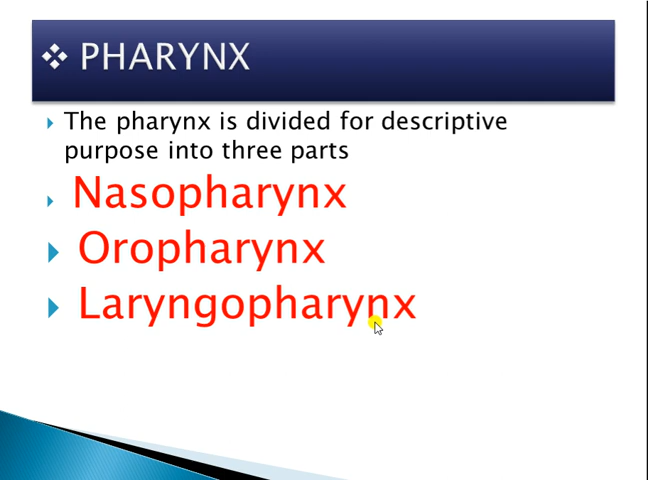 ❖ PHARYNX
The pharynx is divided for descriptive
purpose into three parts
Nasopharynx
Oropharynx
Laryngopharynx